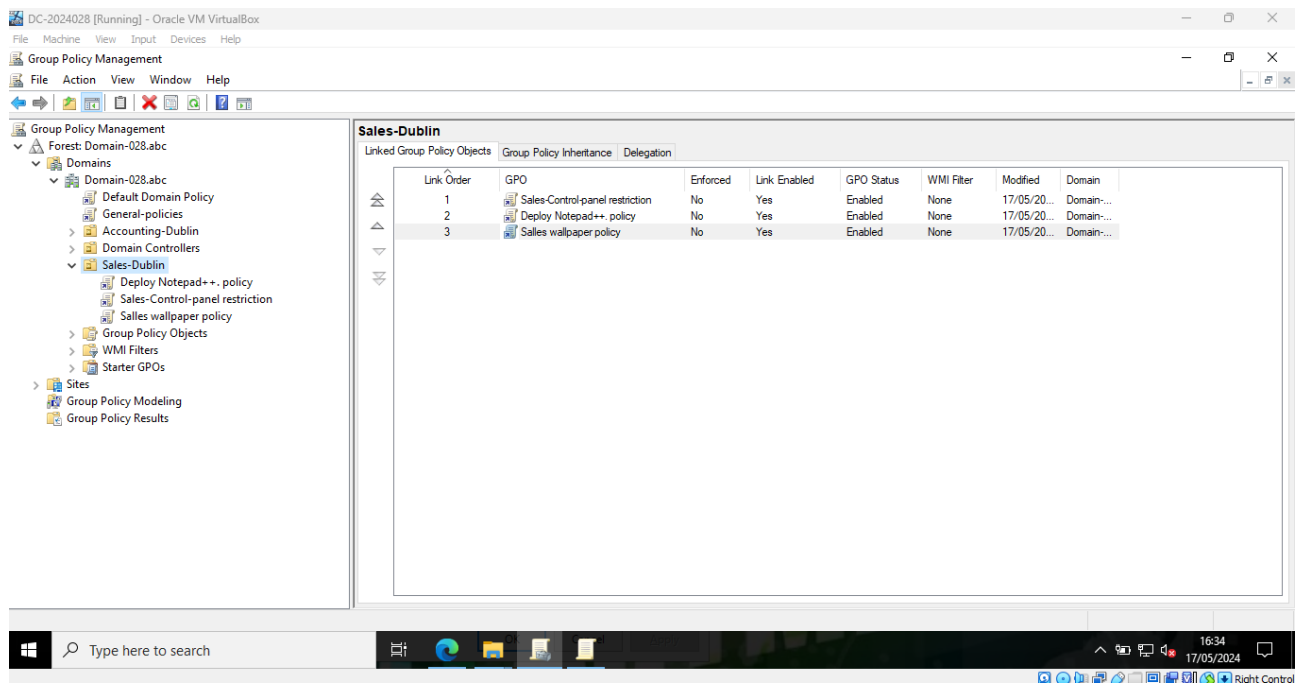 DC-2024028 [Running] - Oracle VM VirtualBox
File Machine View Input Devices Help
Group Policy Management
File Action View Window Help
Group Policy Management
Forest: Domain-028.abc
Domains
Domain-028.abc
Default Domain Policy
General-policies
Accounting-Dublin
Domain Controllers
Sales-Dublin
Deploy Notepad++. policy
Sales-Control-panel restriction
Salles wallpaper policy
Group Policy Objects
WMI Filters
Starter GPOs
Sites
Group Policy Modeling
Group Policy Results
Sales-Dublin
Linked Group Policy Objects Group Policy Inheritance Delegation
Link Order GPO Enforced Link Enabled GPO Status WMI Filter Modified Domain
1 Sales-Control-panel restriction No Yes Enabled None 17/05/20... Domain-...
2 Deploy Notepad++. policy No Yes Enabled None 17/05/20... Domain-...
3 Salles wallpaper policy No Yes Enabled None 17/05/20... Domain-...
Type here to search
16:34
17/05/2024
Right Control